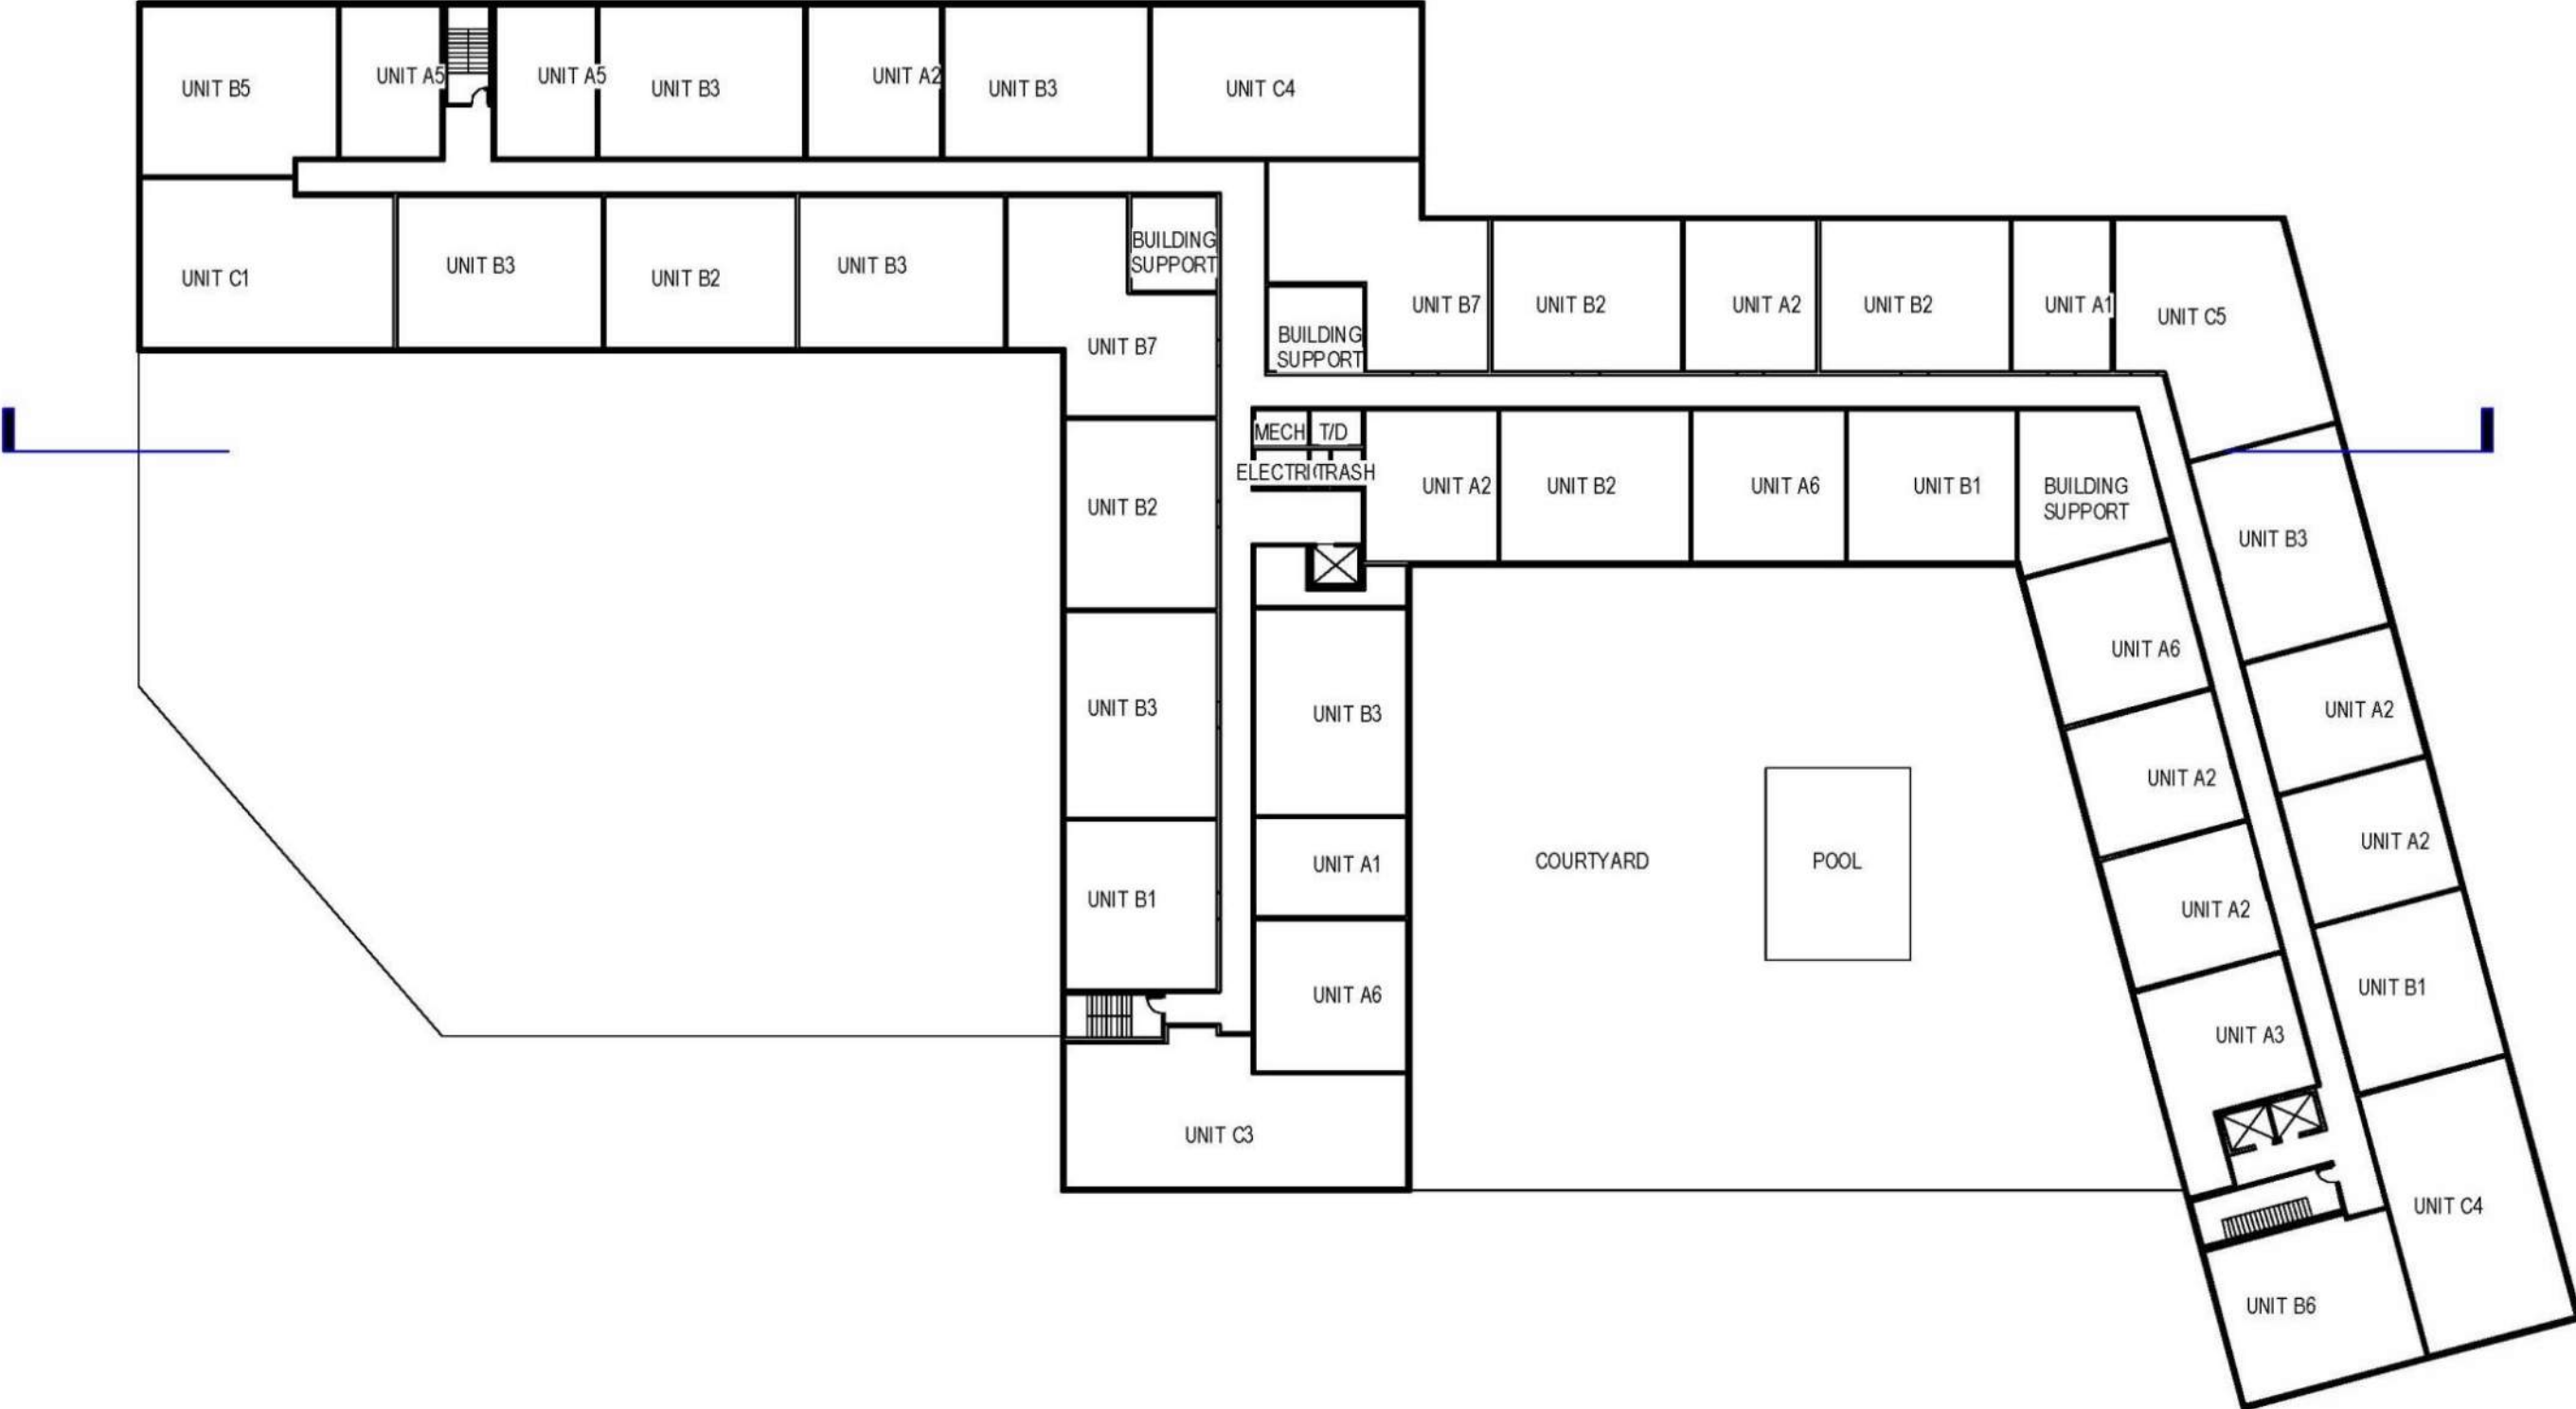 UNIT B5
UNIT A5
UNIT A5
UNIT B3
UNIT A2
UNIT B3
UNIT C4
UNIT C1
UNIT B3
UNIT B2
UNIT B3
BUILDING
SUPPORT
UNIT B7
BUILDING
SUPPORT
UNIT B7
UNIT B2
UNIT A2
UNIT B2
UNIT A1
UNIT C5
MECH
T/D
ELECTRIC
TRASH
UNIT A2
UNIT B2
UNIT A6
UNIT B1
BUILDING
SUPPORT
UNIT B2
UNIT B3
UNIT A6
UNIT B3
UNIT B3
UNIT A2
UNIT A2
UNIT B1
UNIT A1
COURTYARD
POOL
UNIT A2
UNIT A2
UNIT A6
UNIT A3
UNIT B1
UNIT C3
UNIT C4
UNIT B6